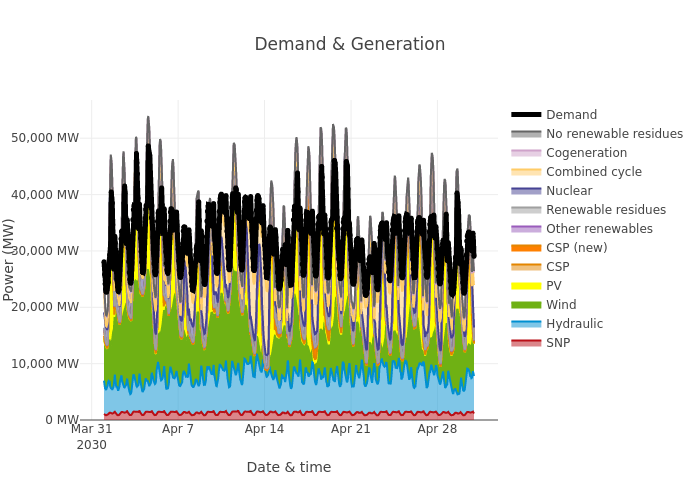 Demand & Generation
Power (MW)
50,000 MW
40,000 MW
30,000 MW
20,000 MW
10,000 MW
0 MW
Mar 31
2030
Apr 7
Apr 14
Apr 21
Apr 28
Date & time
Demand
No renewable residues
Cogeneration
Combined cycle
Nuclear
Renewable residues
Other renewables
CSP (new)
CSP
PV
Wind
Hydraulic
SNP